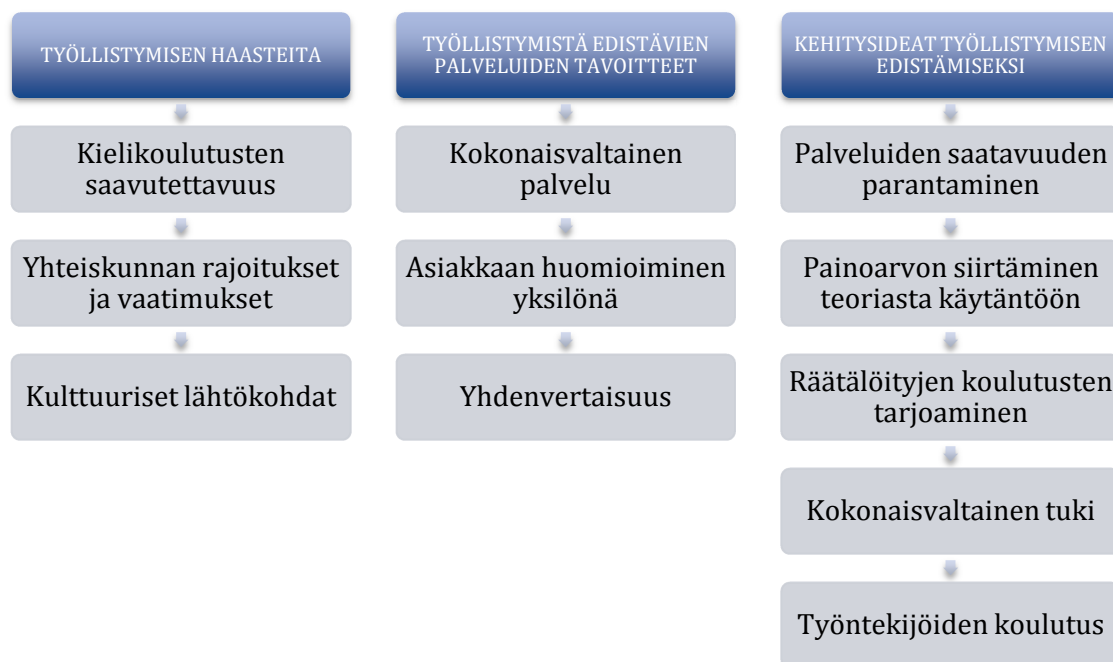 TYÖLLISTYMISEN HAASTEITA
Kielikoulutusten
saavutettavuus
Yhteiskunnan rajoitukset
ja vaatimukset
Kulttuuriset lähtökohdat
TYÖLLISTYMISTÄ EDISTÄVIEN
PALVELUIDEN TAVOITTEET
Kokonaisvaltainen
palvelu
Asiakkaan huomioiminen
yksilönä
Yhdenvertaisuus
KEHITYSIDEAT TYÖLLISTYMISEN
EDISTÄMISEKSI
Palveluiden saatavuuden
parantaminen
Painoarvon siirtäminen
teoriasta käytäntöön
Räätälöityjen koulutusten
tarjoaminen
Kokonaisvaltainen tuki
Työntekijöiden koulutus